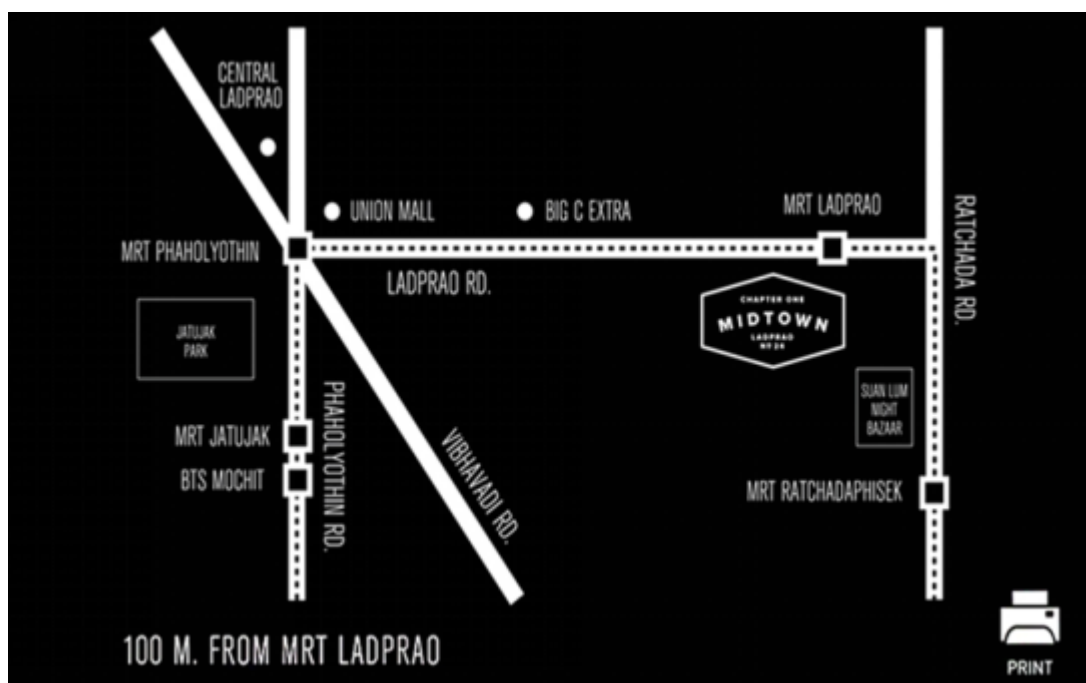 CENTRAL
LADPRAO
UNION MALL
BIG C EXTRA
MRT LADPRAO
RATCHADA RD.
MRT PHAHOLYOTHIN
LADPRAO RD.
CHAPTER ONE
MIDTOWN
LADPRAO
Nº 24
JATUJAK
PARK
SUAN LUM
NIGHT
BAZAAR
PHAHOLYOTHIN RD.
VIBHAVADI RD.
MRT JATUJAK
BTS MOCHIT
MRT RATCHADAPHISEK
100 M. FROM MRT LADPRAO
PRINT